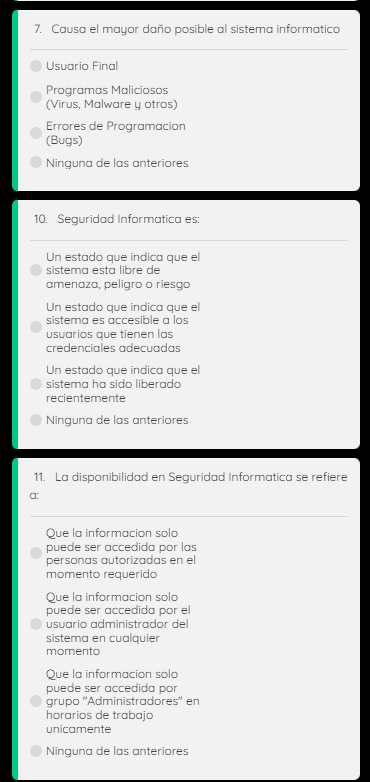 7. Causa el mayor daño posible al sistema informatico
Usuario Final
Programas Maliciosos
(Virus, Malware y otros)
Errores de Programacion
(Bugs)
Ninguna de las anteriores
10. Seguridad Informatica es:
Un estado que indica que el
sistema esta libre de
amenaza, peligro o riesgo
Un estado que indica que el
sistema es accesible a los
usuarios que tienen las
credenciales adecuadas
Un estado que indica que el
sistema ha sido liberado
recientemente
Ninguna de las anteriores
11. La disponibilidad en Seguridad Informatica se refiere
a:
Que la informacion solo
puede ser accedida por las
personas autorizadas en el
momento requerido
Que la informacion solo
puede ser accedida por el
usuario administrador del
sistema en cualquier
momento
Que la informacion solo
puede ser accedida por
grupo "Administradores" en
horarios de trabajo
unicamente
Ninguna de las anteriores